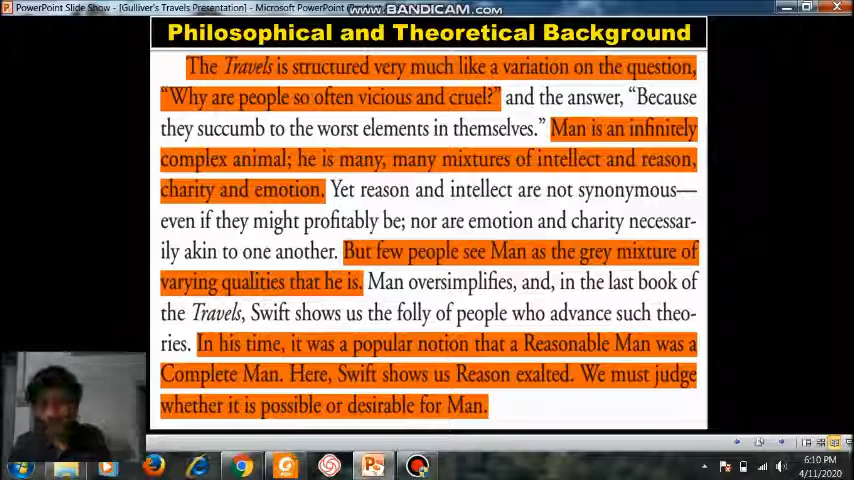 PowerPoint Slide Show - [Gulliver's Travels Presentation] - Microsoft PowerPoint
www.BANDICAM.com
Philosophical and Theoretical Background
The Travels is structured very much like a variation on the question,
“Why are people so often vicious and cruel?” and the answer, “Because
they succumb to the worst elements in themselves.” Man is an infinitely
complex animal; he is many, many mixtures of intellect and reason,
charity and emotion. Yet reason and intellect are not synonymous—
even if they might profitably be; nor are emotion and charity necessar-
ily akin to one another. But few people see Man as the grey mixture of
varying qualities that he is. Man oversimplifies, and, in the last book of
the Travels, Swift shows us the folly of people who advance such theo-
ries. In his time, it was a popular notion that a Reasonable Man was a
Complete Man. Here, Swift shows us Reason exalted. We must judge
whether it is possible or desirable for Man.
6:10 PM
4/11/2020